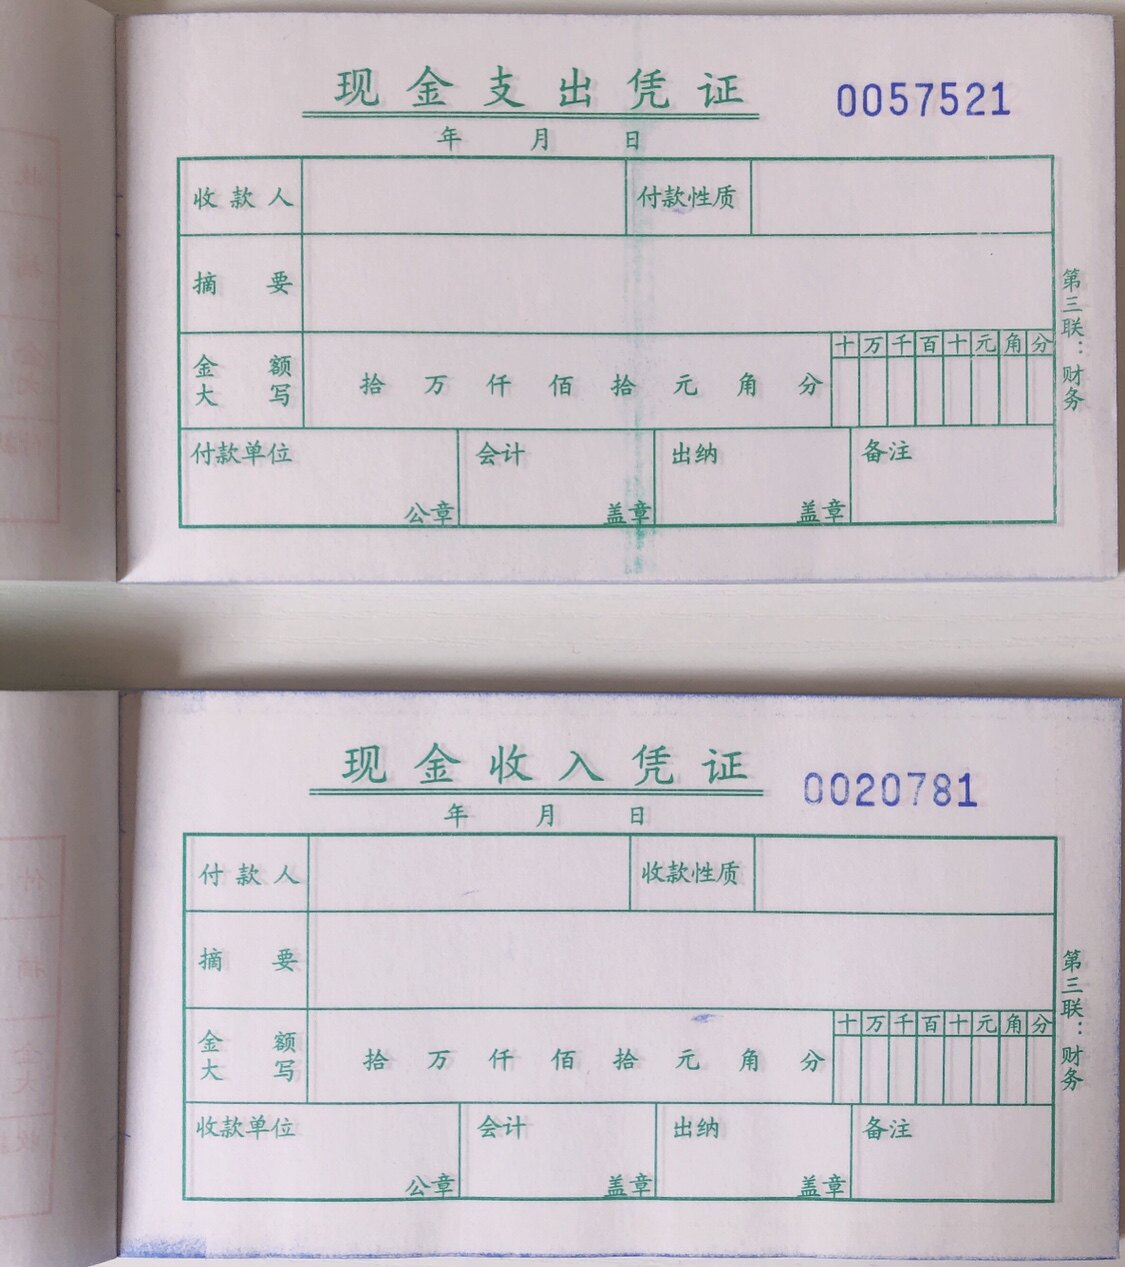 现金支出凭证 0057521
年 月 日
收款人 付款性质
摘要
金额 十万千百十元角分
大写 拾 万 仟 佰 拾 元 角 分
付款单位 会计 出纳 备注
公章 盖章 盖章
第三联：财务
现金收入凭证 0020781
年 月 日
付款人 收款性质
摘要
金额 十万千百十元角分
大写 拾 万 仟 佰 拾 元 角 分
收款单位 会计 出纳 备注
公章 盖章 盖章
第三联：财务